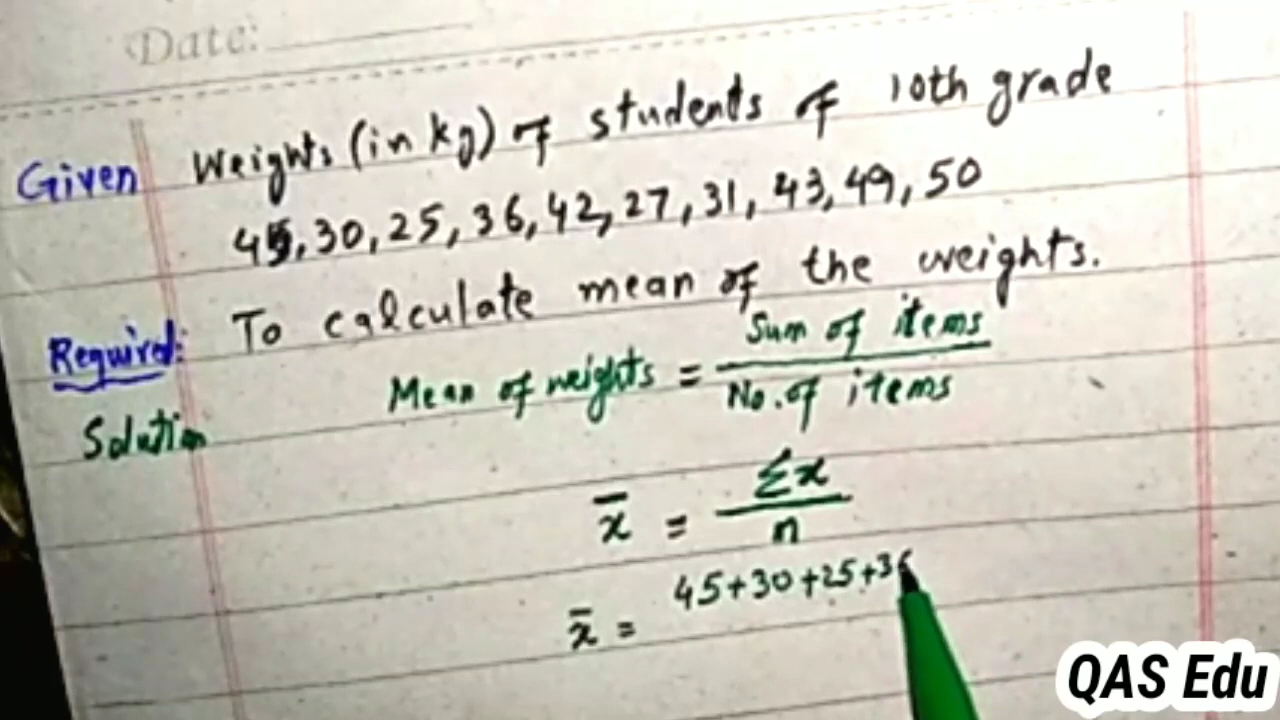 Date:
Given Weights (in kg) of students of 10th grade
45, 30, 25, 36, 42, 27, 31, 43, 49, 50
Required: To calculate mean of the weights.
Solution Mean of weights = Sum of items
No. of items
x̄ = Σx
n
x̄ = 45+30+25+36
QAS Edu